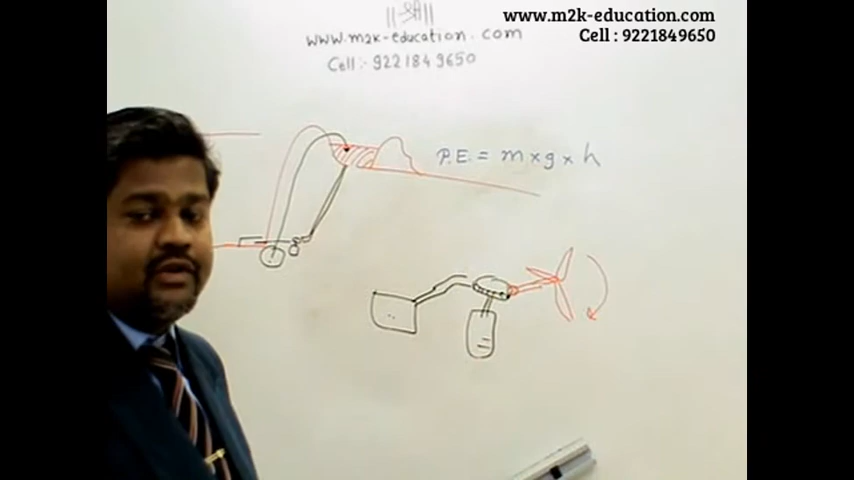 ||श्री||
www.m2k-education.com
Cell :- 9221849650
www.m2k-education.com
Cell : 9221849650
P.E. = m x g x h